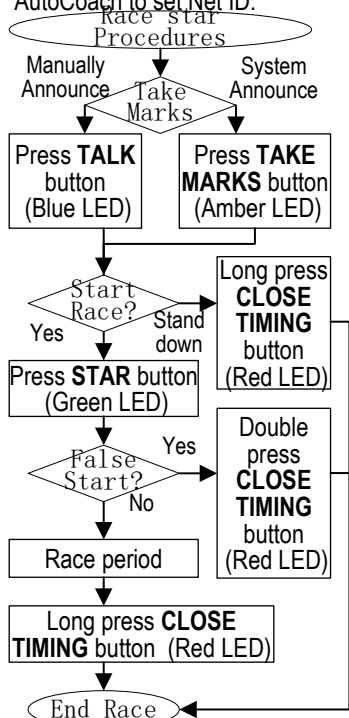 AutoCoach to set Net ID.
Race star
Procedures
Manually
Announce
System
Announce
Take
Marks
Press TALK
button
(Blue LED)
Press TAKE
MARKS button
(Amber LED)
Start
Race?
Yes
Stand
down
Long press
CLOSE
TIMING
button
(Red LED)
Press STAR button
(Green LED)
False
Start?
Yes
No
Double
press
CLOSE
TIMING
button
(Red LED)
Race period
Long press CLOSE
TIMING button (Red LED)
End Race